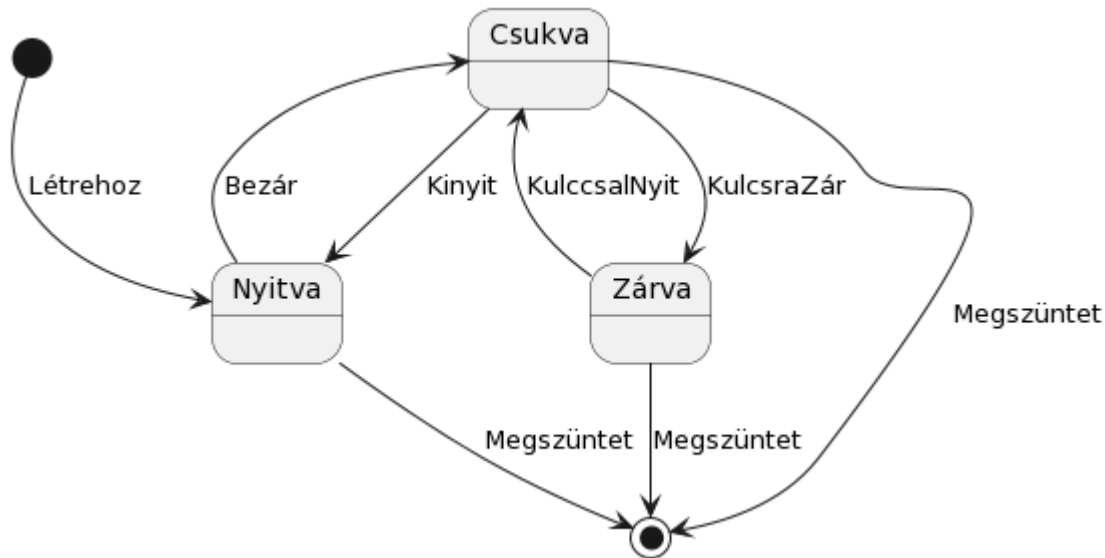 Csukva
Létrehoz
Bezár
Kinyit
KulccsalNyit
KulcsraZár
Nyitva
Zárva
Megszüntet
Megszüntet
Megszüntet